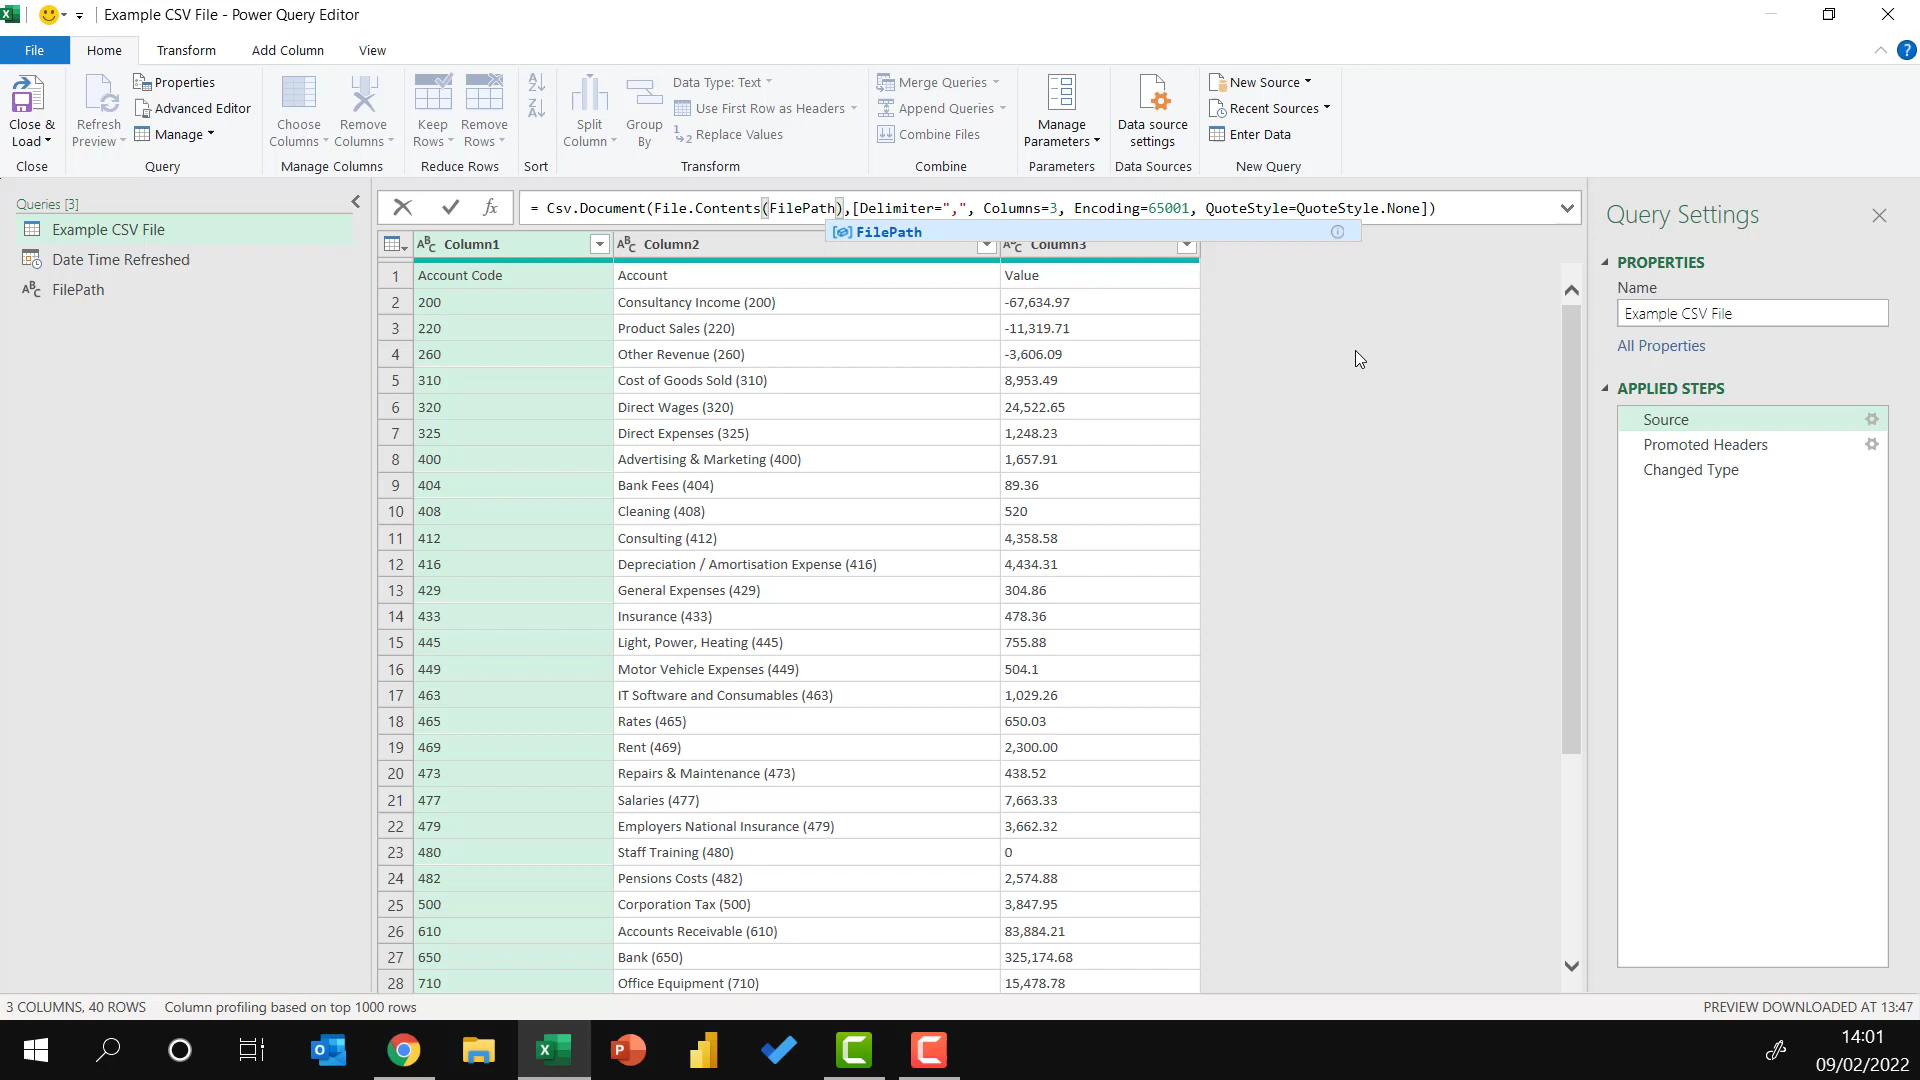 Example CSV File - Power Query Editor
File
Home
Transform
Add Column
View
?
Close & Load
Close
Refresh Preview
Properties
Advanced Editor
Manage
Query
Choose Columns
Remove Columns
Manage Columns
Keep Rows
Remove Rows
Reduce Rows
Sort
Split Column
Group By
Data Type: Text
Use First Row as Headers
Replace Values
Transform
Merge Queries
Append Queries
Combine Files
Combine
Manage Parameters
Parameters
Data source settings
Data Sources
New Source
Recent Sources
Enter Data
New Query
Queries [3]
Example CSV File
Date Time Refreshed
FilePath
fx
= Csv.Document(File.Contents(FilePath),[Delimiter=",", Columns=3, Encoding=65001, QuoteStyle=QuoteStyle.None])
FilePath
Column1 Column2 Column3
1 Account Code Account Value
2 200 Consultancy Income (200) -67,634.97
3 220 Product Sales (220) -11,319.71
4 260 Other Revenue (260) -3,606.09
5 310 Cost of Goods Sold (310) 8,953.49
6 320 Direct Wages (320) 24,522.65
7 325 Direct Expenses (325) 1,248.23
8 400 Advertising & Marketing (400) 1,657.91
9 404 Bank Fees (404) 89.36
10 408 Cleaning (408) 520
11 412 Consulting (412) 4,358.58
12 416 Depreciation / Amortisation Expense (416) 4,434.31
13 429 General Expenses (429) 304.86
14 433 Insurance (433) 478.36
15 445 Light, Power, Heating (445) 755.88
16 449 Motor Vehicle Expenses (449) 504.1
17 463 IT Software and Consumables (463) 1,029.26
18 465 Rates (465) 650.03
19 469 Rent (469) 2,300.00
20 473 Repairs & Maintenance (473) 438.52
21 477 Salaries (477) 7,663.33
22 479 Employers National Insurance (479) 3,662.32
23 480 Staff Training (480) 0
24 482 Pensions Costs (482) 2,574.88
25 500 Corporation Tax (500) 3,847.95
26 610 Accounts Receivable (610) 83,884.21
27 650 Bank (650) 325,174.68
28 710 Office Equipment (710) 15,478.78
Query Settings
PROPERTIES
Name
Example CSV File
All Properties
APPLIED STEPS
Source
Promoted Headers
Changed Type
3 COLUMNS, 40 ROWS Column profiling based on top 1000 rows
PREVIEW DOWNLOADED AT 13:47
14:01
09/02/2022